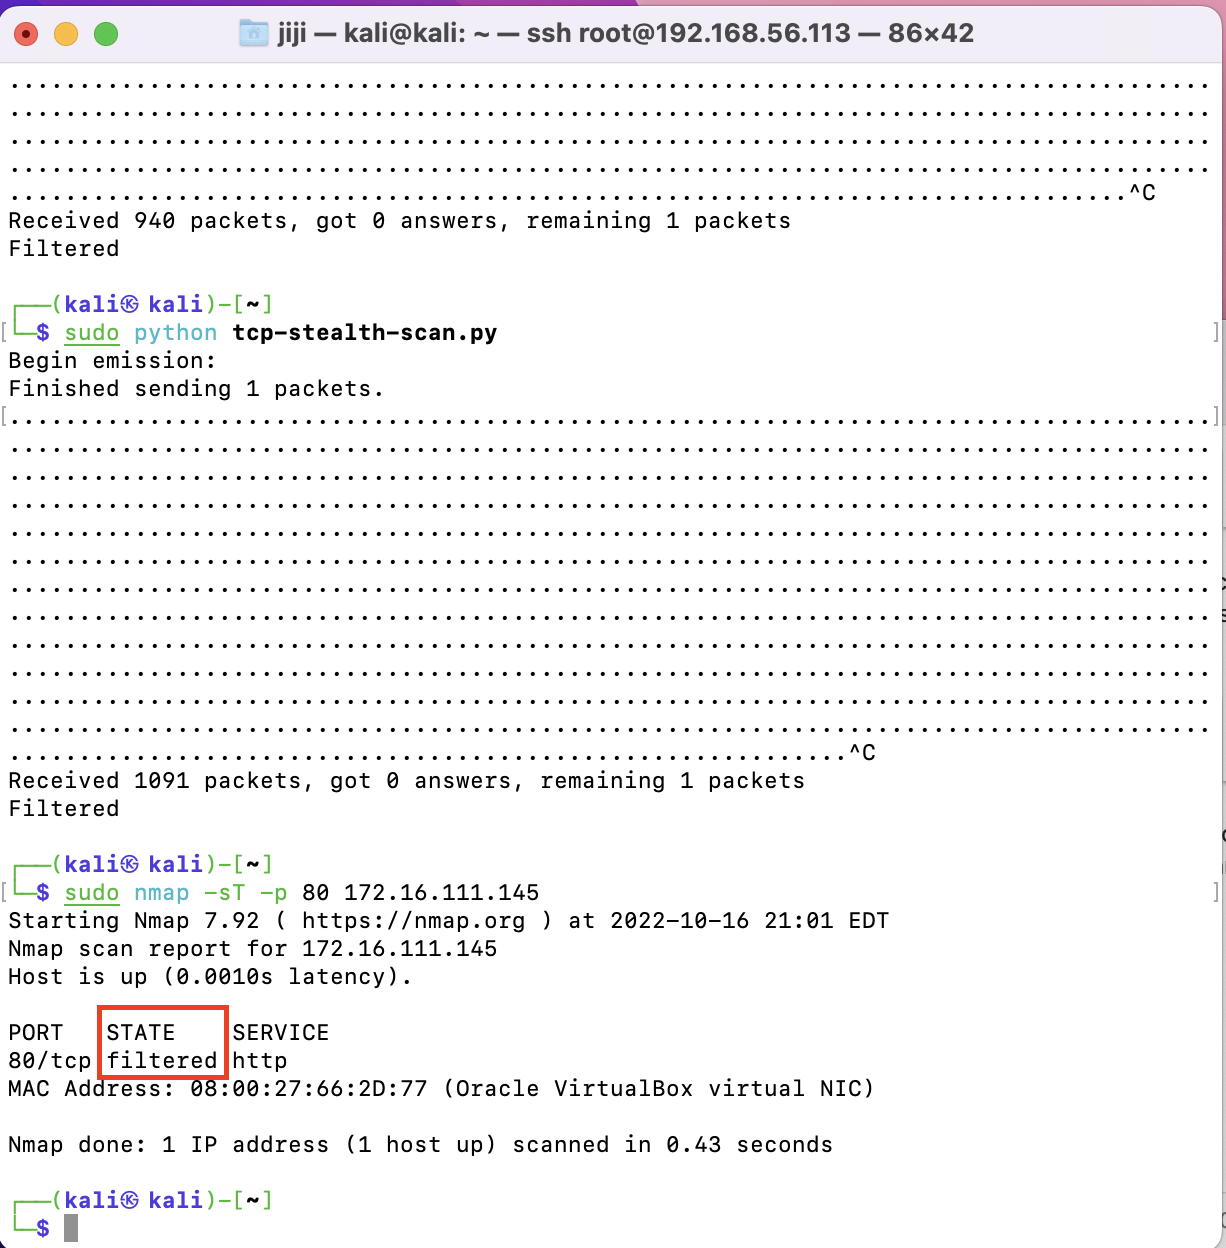 jiji — kali@kali: ~ — ssh root@192.168.56.113 — 86×42
......................................................................................
......................................................................................
......................................................................................
......................................................................................
................................................................................^C
Received 940 packets, got 0 answers, remaining 1 packets
Filtered
┌──(kali㉿kali)-[~]
└─$ sudo python tcp-stealth-scan.py
Begin emission:
Finished sending 1 packets.
......................................................................................
......................................................................................
......................................................................................
......................................................................................
......................................................................................
......................................................................................
......................................................................................
......................................................................................
......................................................................................
......................................................................................
......................................................................................
......................................................................................
............................................................^C
Received 1091 packets, got 0 answers, remaining 1 packets
Filtered
┌──(kali㉿kali)-[~]
└─$ sudo nmap -sT -p 80 172.16.111.145
Starting Nmap 7.92 ( https://nmap.org ) at 2022-10-16 21:01 EDT
Nmap scan report for 172.16.111.145
Host is up (0.0010s latency).
PORT   STATE    SERVICE
80/tcp filtered http
MAC Address: 08:00:27:66:2D:77 (Oracle VirtualBox virtual NIC)
Nmap done: 1 IP address (1 host up) scanned in 0.43 seconds
┌──(kali㉿kali)-[~]
└─$